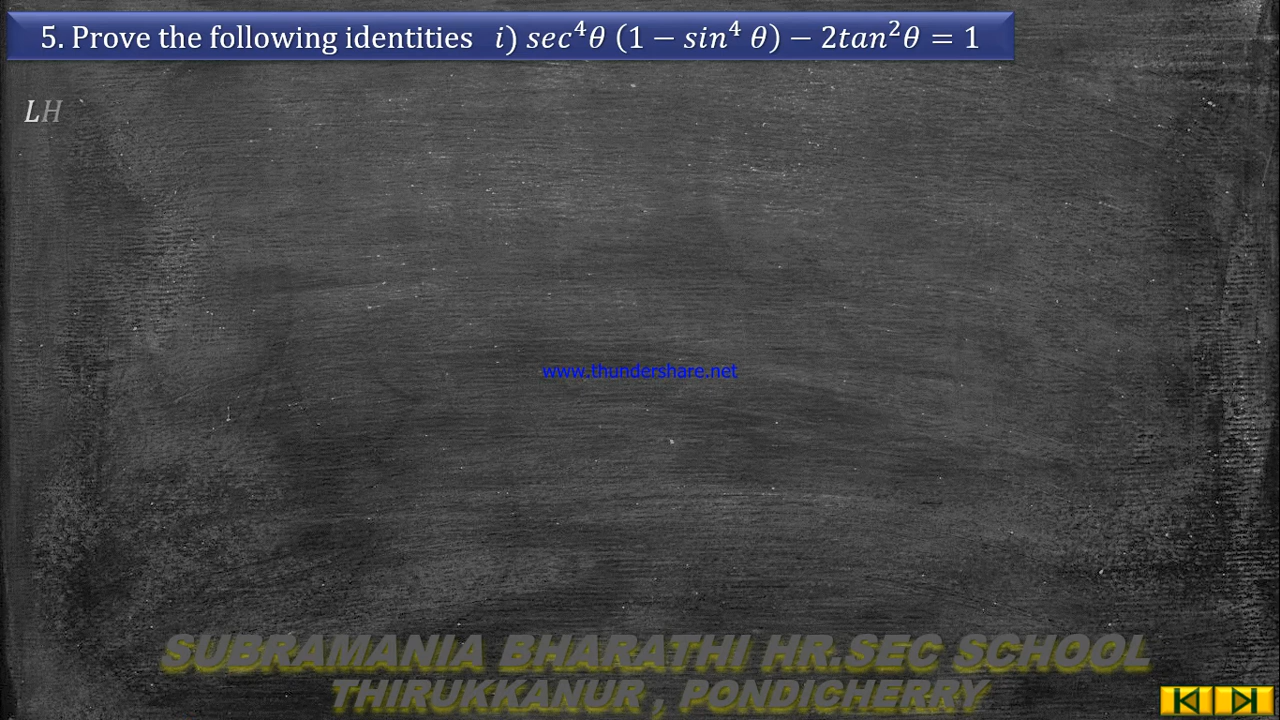 5. Prove the following identities i) sec⁴θ (1 − sin⁴ θ) − 2tan²θ = 1
LH
www.thundershare.net
SUBRAMANIA BHARATHI HR.SEC SCHOOL
THIRUKKANUR , PONDICHERRY